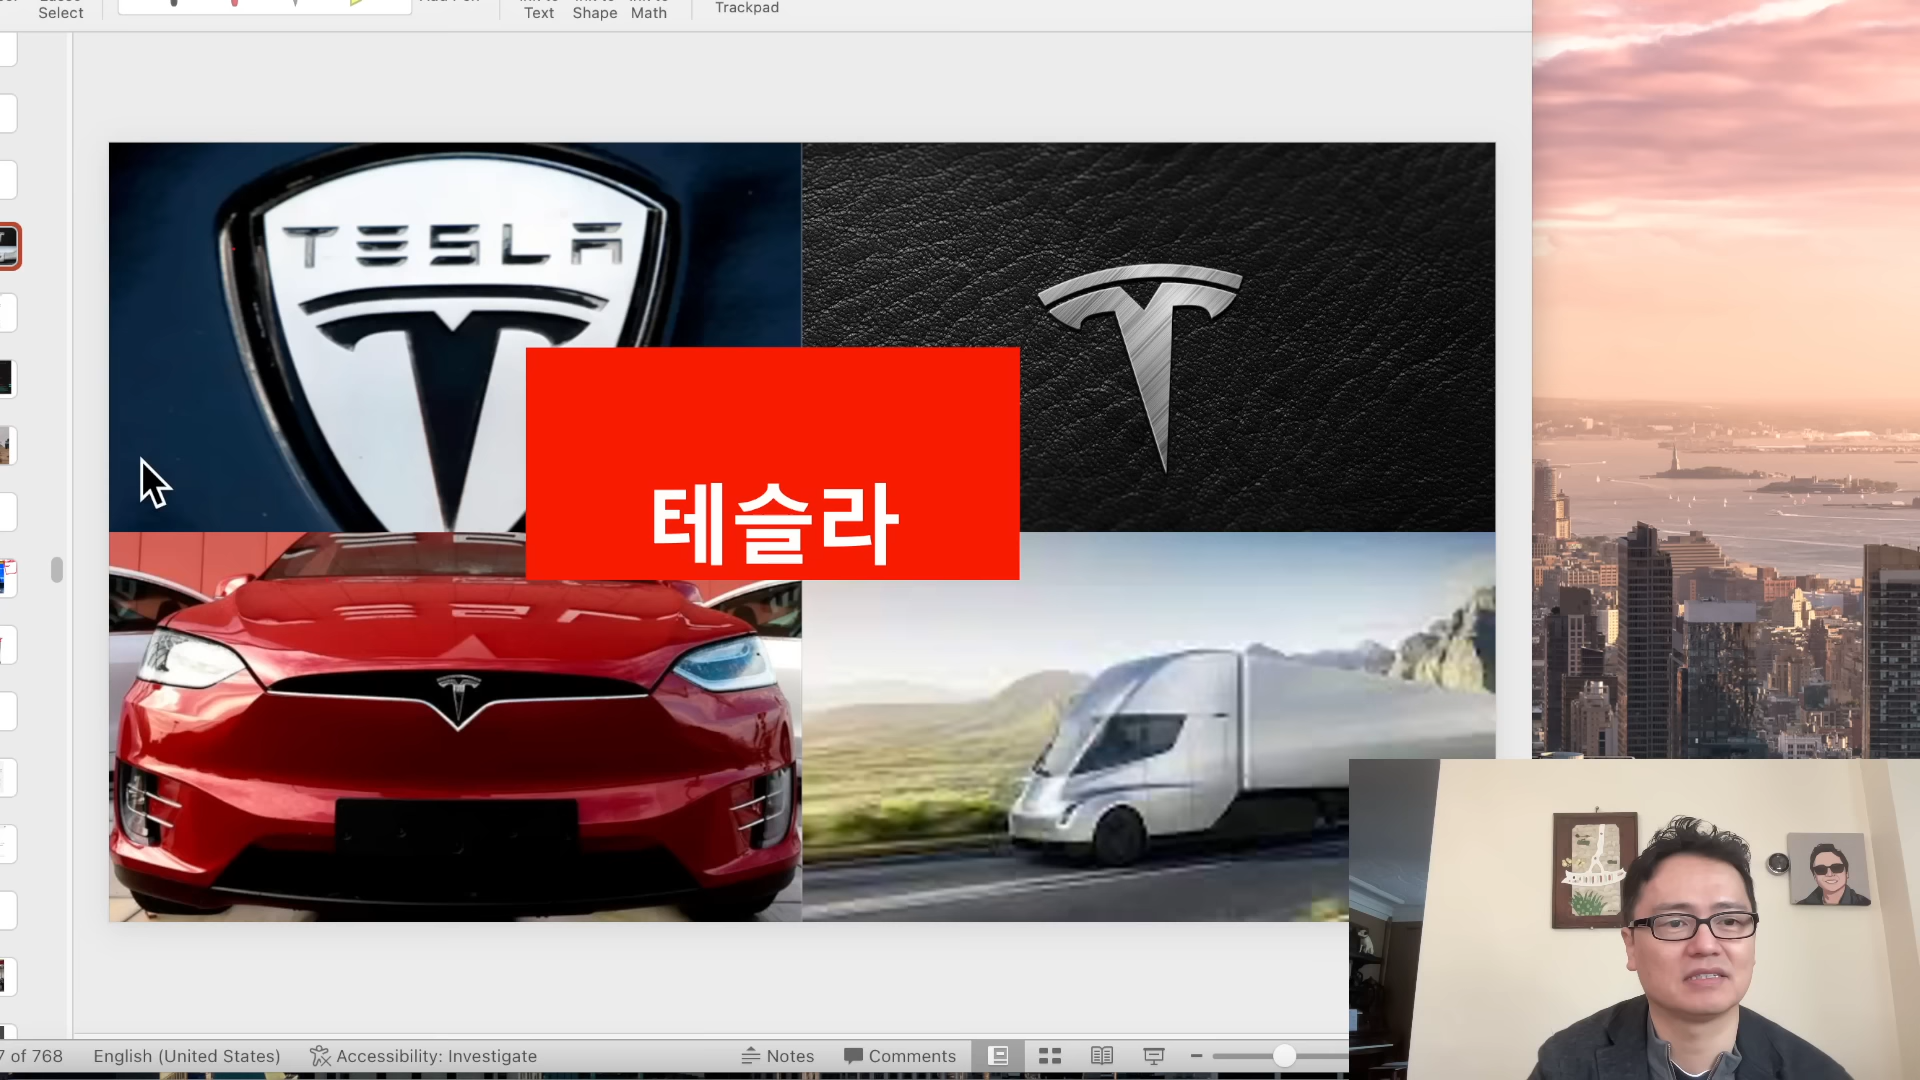 Select
Text
Shape
Math
Trackpad
TESLA
테슬라
of 768
English (United States)
Accessibility: Investigate
Notes
Comments